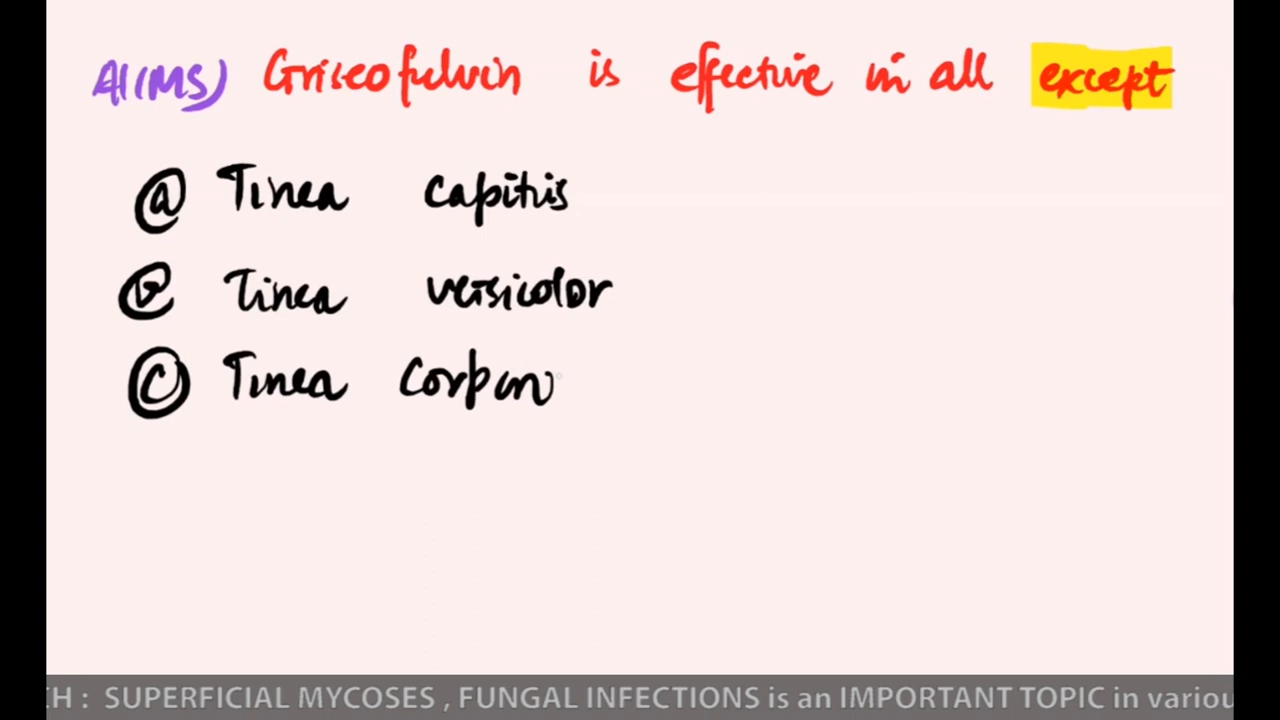 AIIMS) Griseofulvin is effective in all except
(a) Tinea capitis
(b) Tinea versicolor
(c) Tinea
CH : SUPERFICIAL MYCOSES , FUNGAL INFECTIONS is an IMPORTANT TOPIC in variou